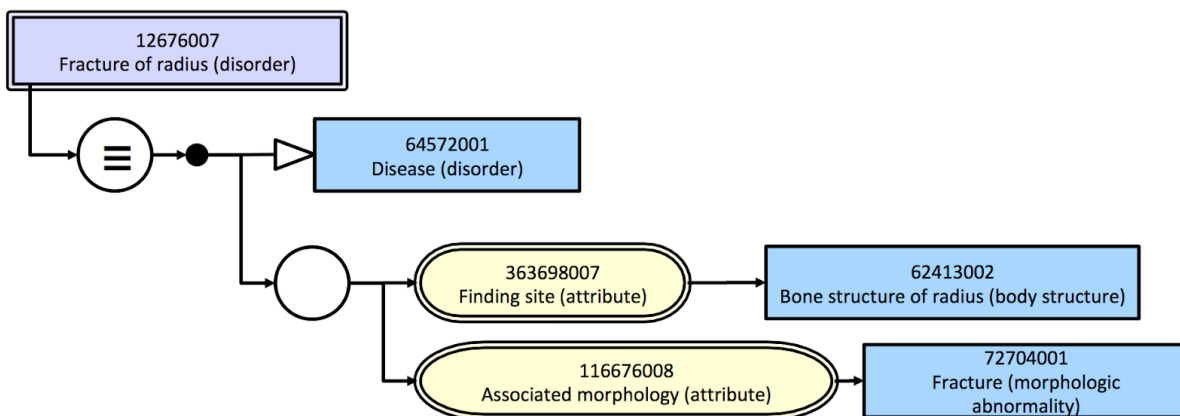 12676007
Fracture of radius (disorder)
≡
64572001
Disease (disorder)
363698007
Finding site (attribute)
62413002
Bone structure of radius (body structure)
116676008
Associated morphology (attribute)
72704001
Fracture (morphologic
abnormality)